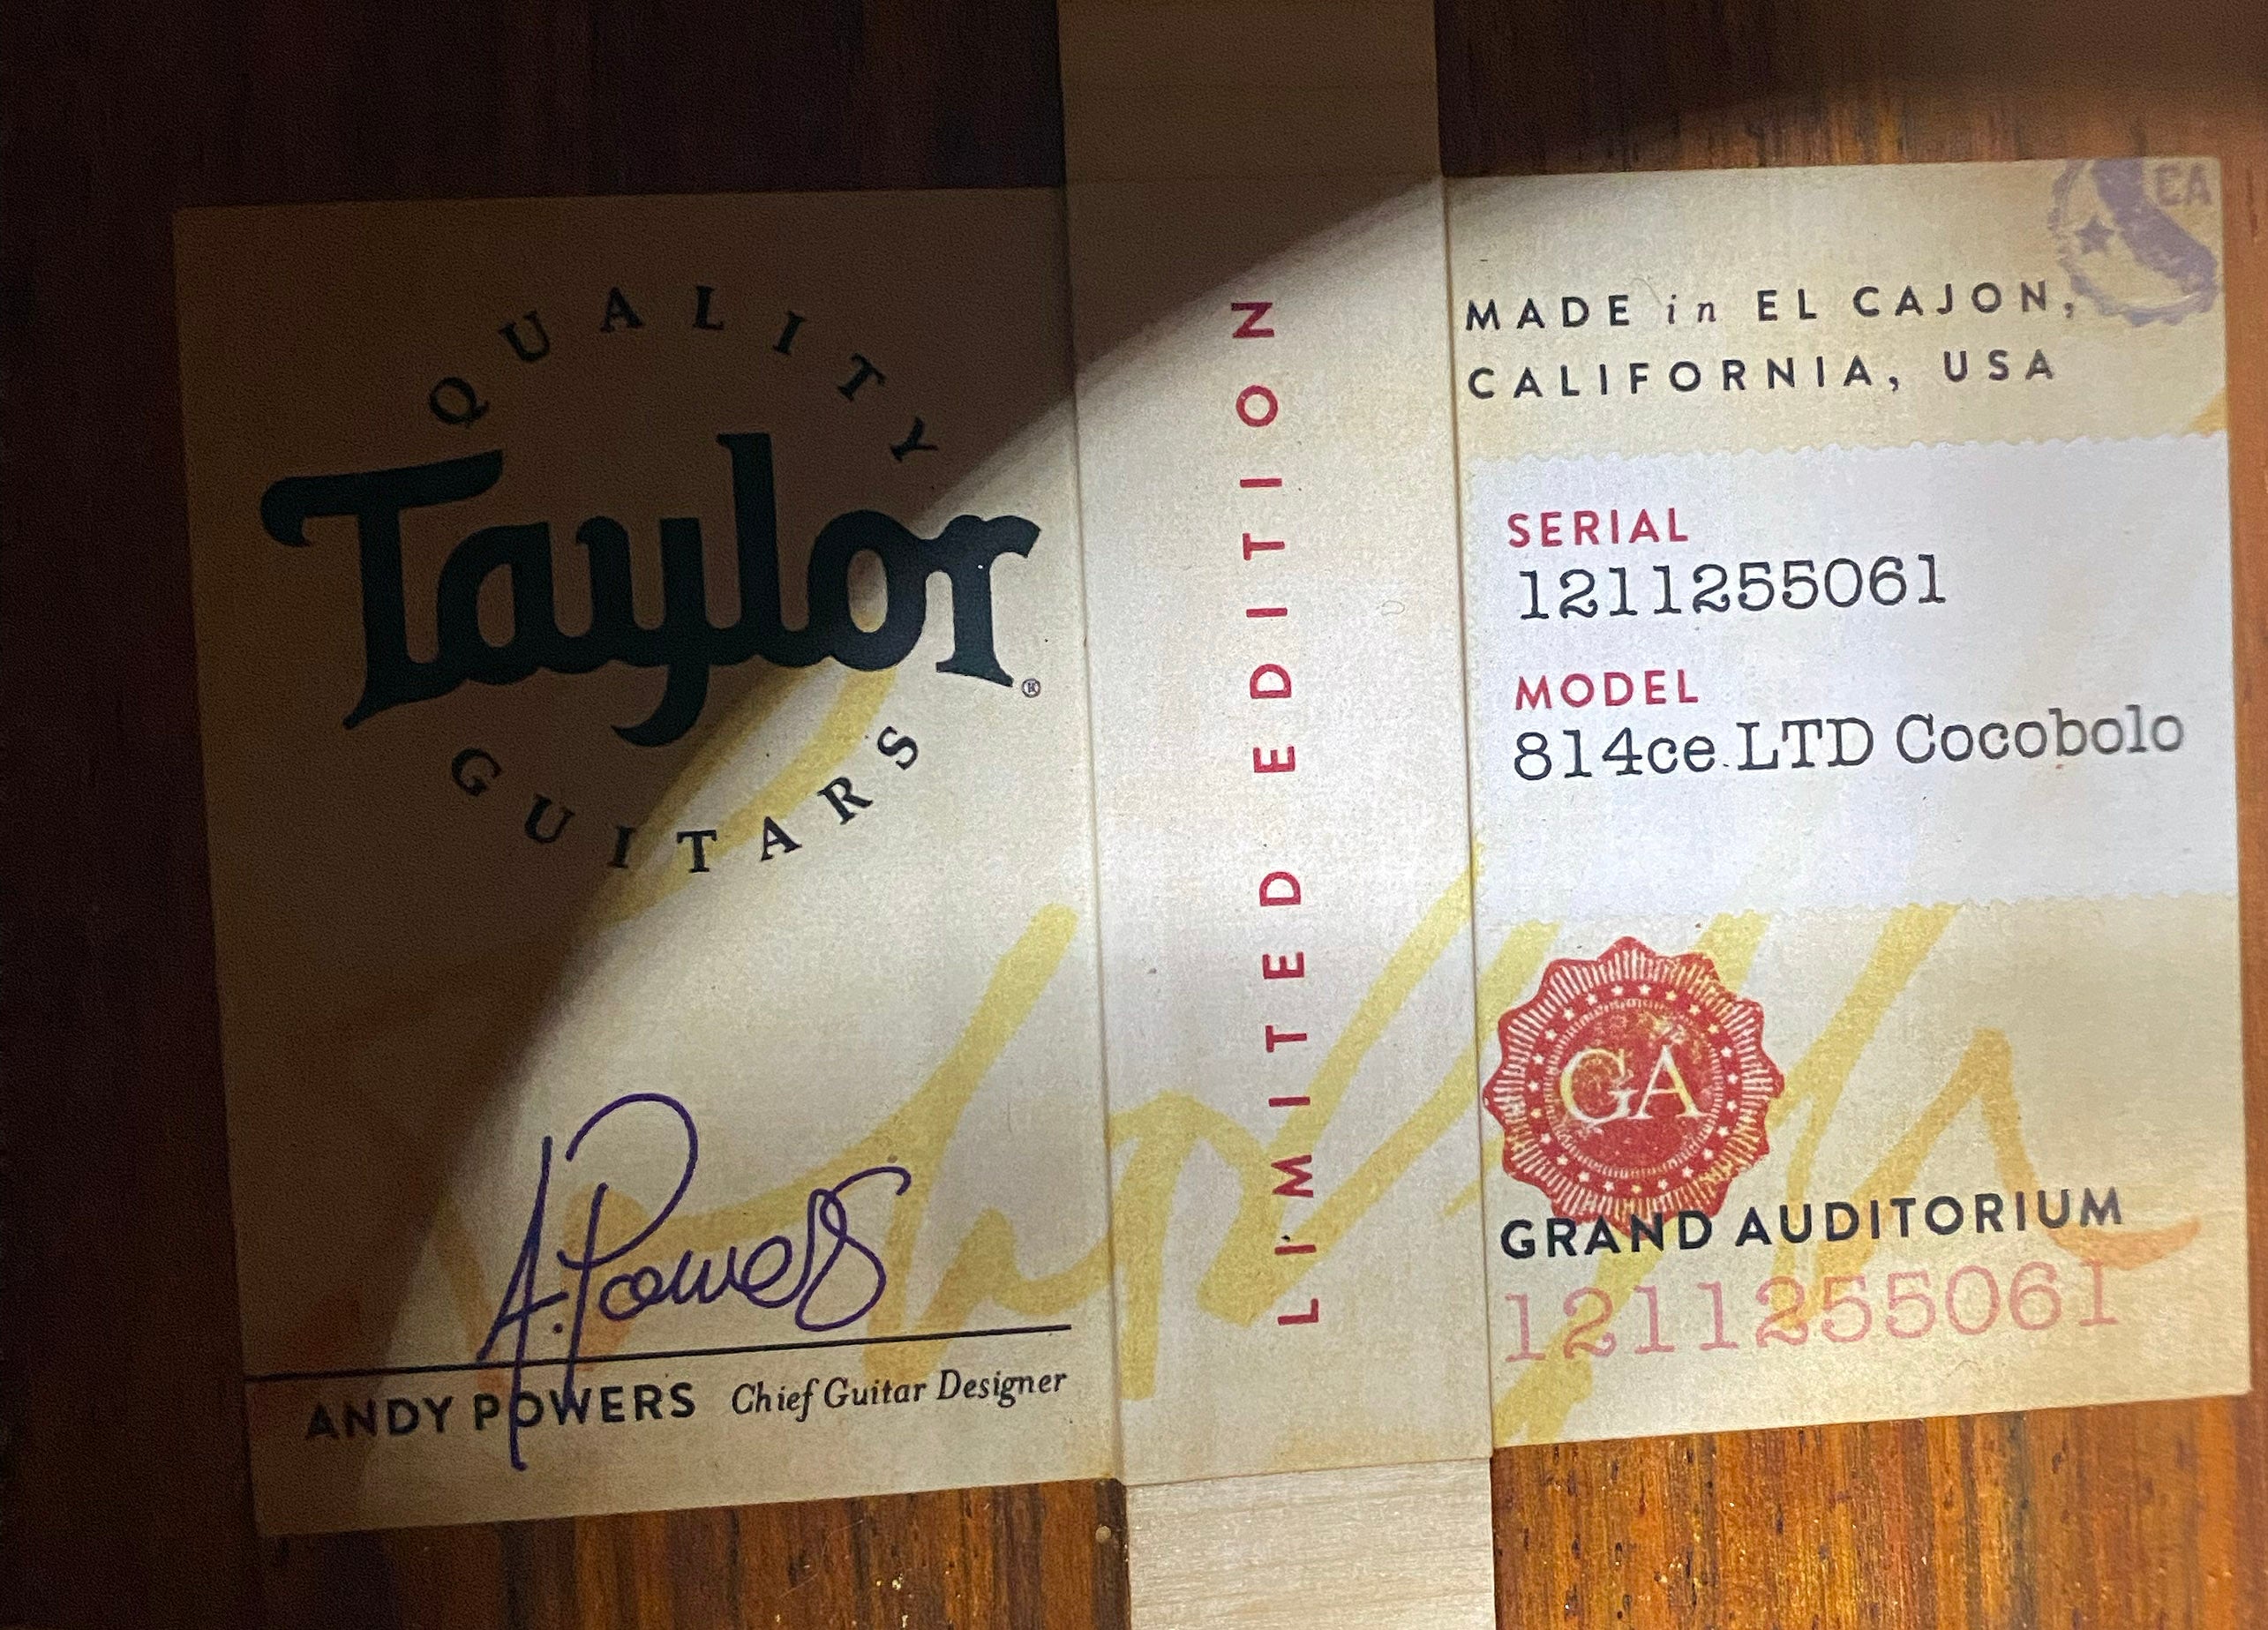 QUALITY
Taylor®
GUITARS
A. Powers
ANDY POWERS Chief Guitar Designer
LIMITED EDITION
CA
MADE in EL CAJON,
CALIFORNIA, USA
SERIAL
1211255061
MODEL
814ce LTD Cocobolo
GA
GRAND AUDITORIUM
1211255061